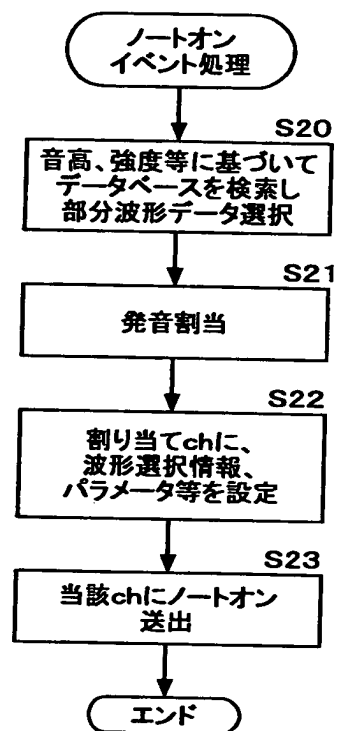 ノートオン
イベント処理
S20
音高、強度等に基づいて
データベースを検索し
部分波形データ選択
S21
発音割当
S22
割り当てchに、
波形選択情報、
パラメータ等を設定
S23
当該chにノートオン
送出
エンド